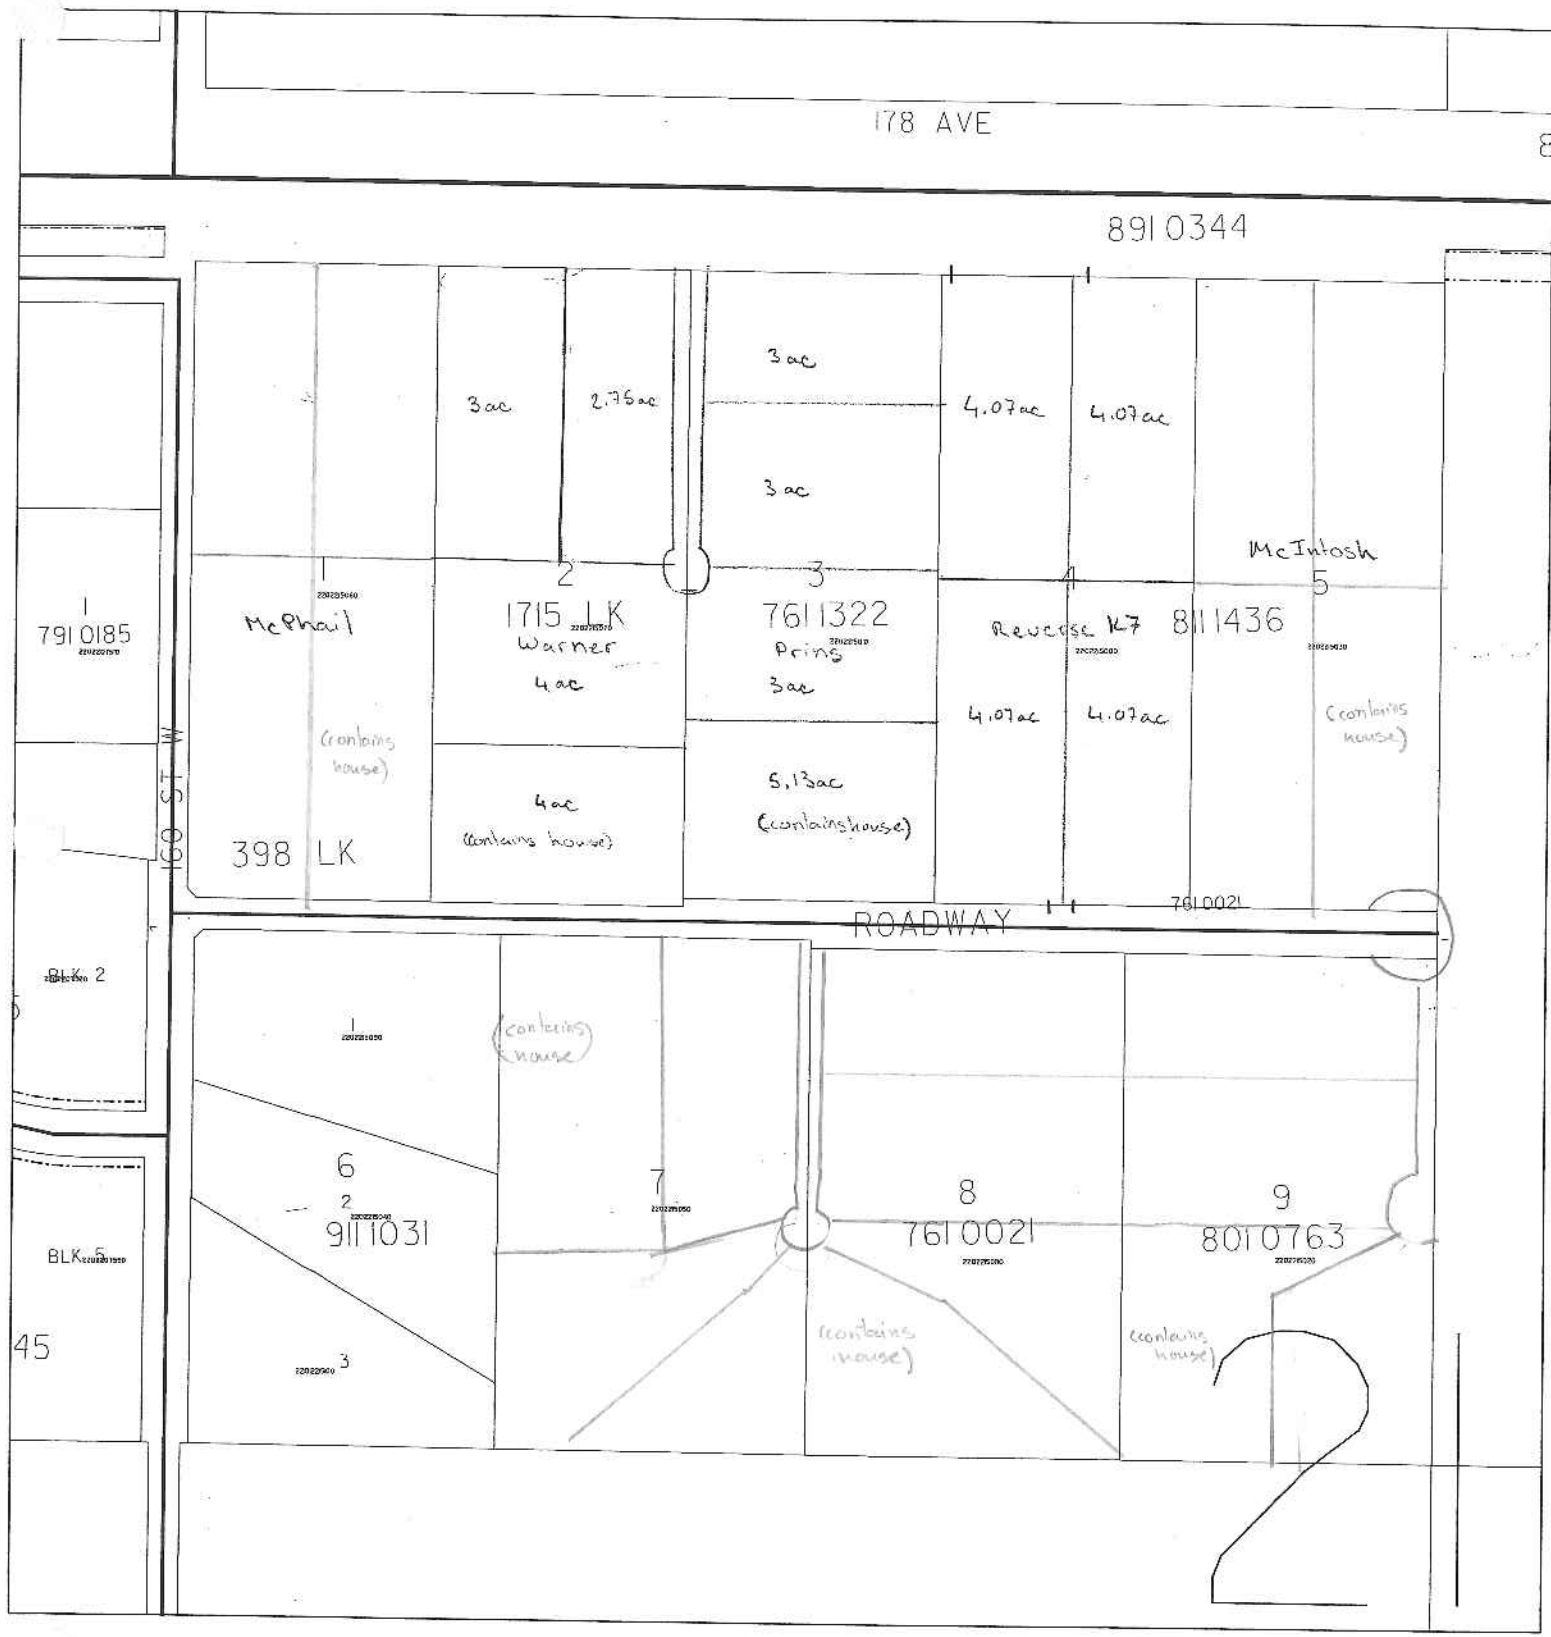 178 AVE
8
8910344
3 ac
3 ac
2.75 ac
4.07 ac
4.07 ac
3 ac
McIntosh
1
2
3
4
5
1
7910185
McPhail
1715 LK
Warner
4 ac
7611322
Prins
3 ac
Reverse K7
8111436
4.07 ac
4.07 ac
(contains
house)
(contains
house)
160 ST W
5.13 ac
(contains house)
4 ac
(contains house)
398 LK
7610021
ROADWAY
BLK 2
1
(contains
house)
6
2
9111031
7
8
7610021
9
8010763
BLK 5
45
3
(contains
house)
(contains
house)
21